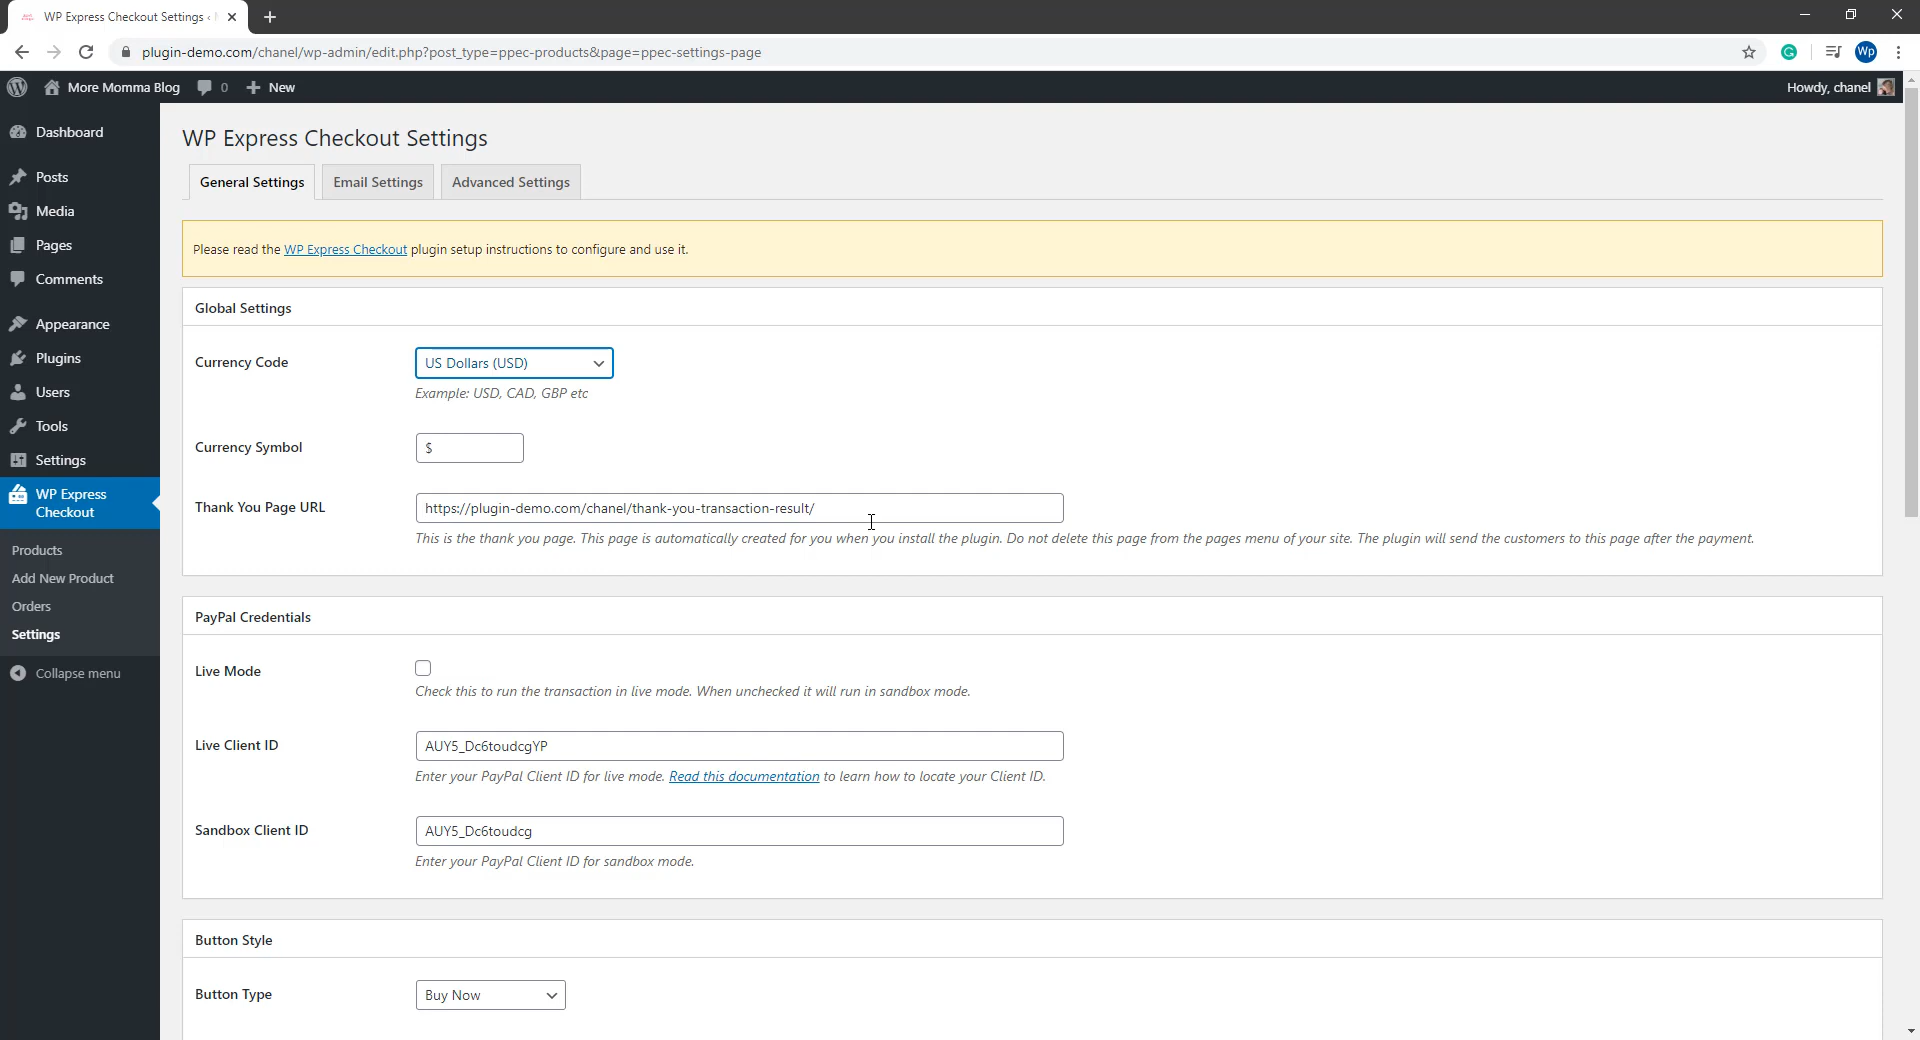 WP Express Checkout Settings ‹
plugin-demo.com/chanel/wp-admin/edit.php?post_type=ppec-products&page=ppec-settings-page
Wp
More Momma Blog 0 New
Howdy, chanel
Dashboard
Posts
Media
Pages
Comments
Appearance
Plugins
Users
Tools
Settings
WP Express
Checkout
Products
Add New Product
Orders
Settings
Collapse menu
WP Express Checkout Settings
General Settings Email Settings Advanced Settings
Please read the WP Express Checkout plugin setup instructions to configure and use it.
Global Settings
Currency Code
US Dollars (USD)
Example: USD, CAD, GBP etc
Currency Symbol
$
Thank You Page URL
https://plugin-demo.com/chanel/thank-you-transaction-result/
This is the thank you page. This page is automatically created for you when you install the plugin. Do not delete this page from the pages menu of your site. The plugin will send the customers to this page after the payment.
PayPal Credentials
Live Mode
Check this to run the transaction in live mode. When unchecked it will run in sandbox mode.
Live Client ID
AUY5_Dc6toudcgYP
Enter your PayPal Client ID for live mode. Read this documentation to learn how to locate your Client ID.
Sandbox Client ID
AUY5_Dc6toudcg
Enter your PayPal Client ID for sandbox mode.
Button Style
Button Type
Buy Now